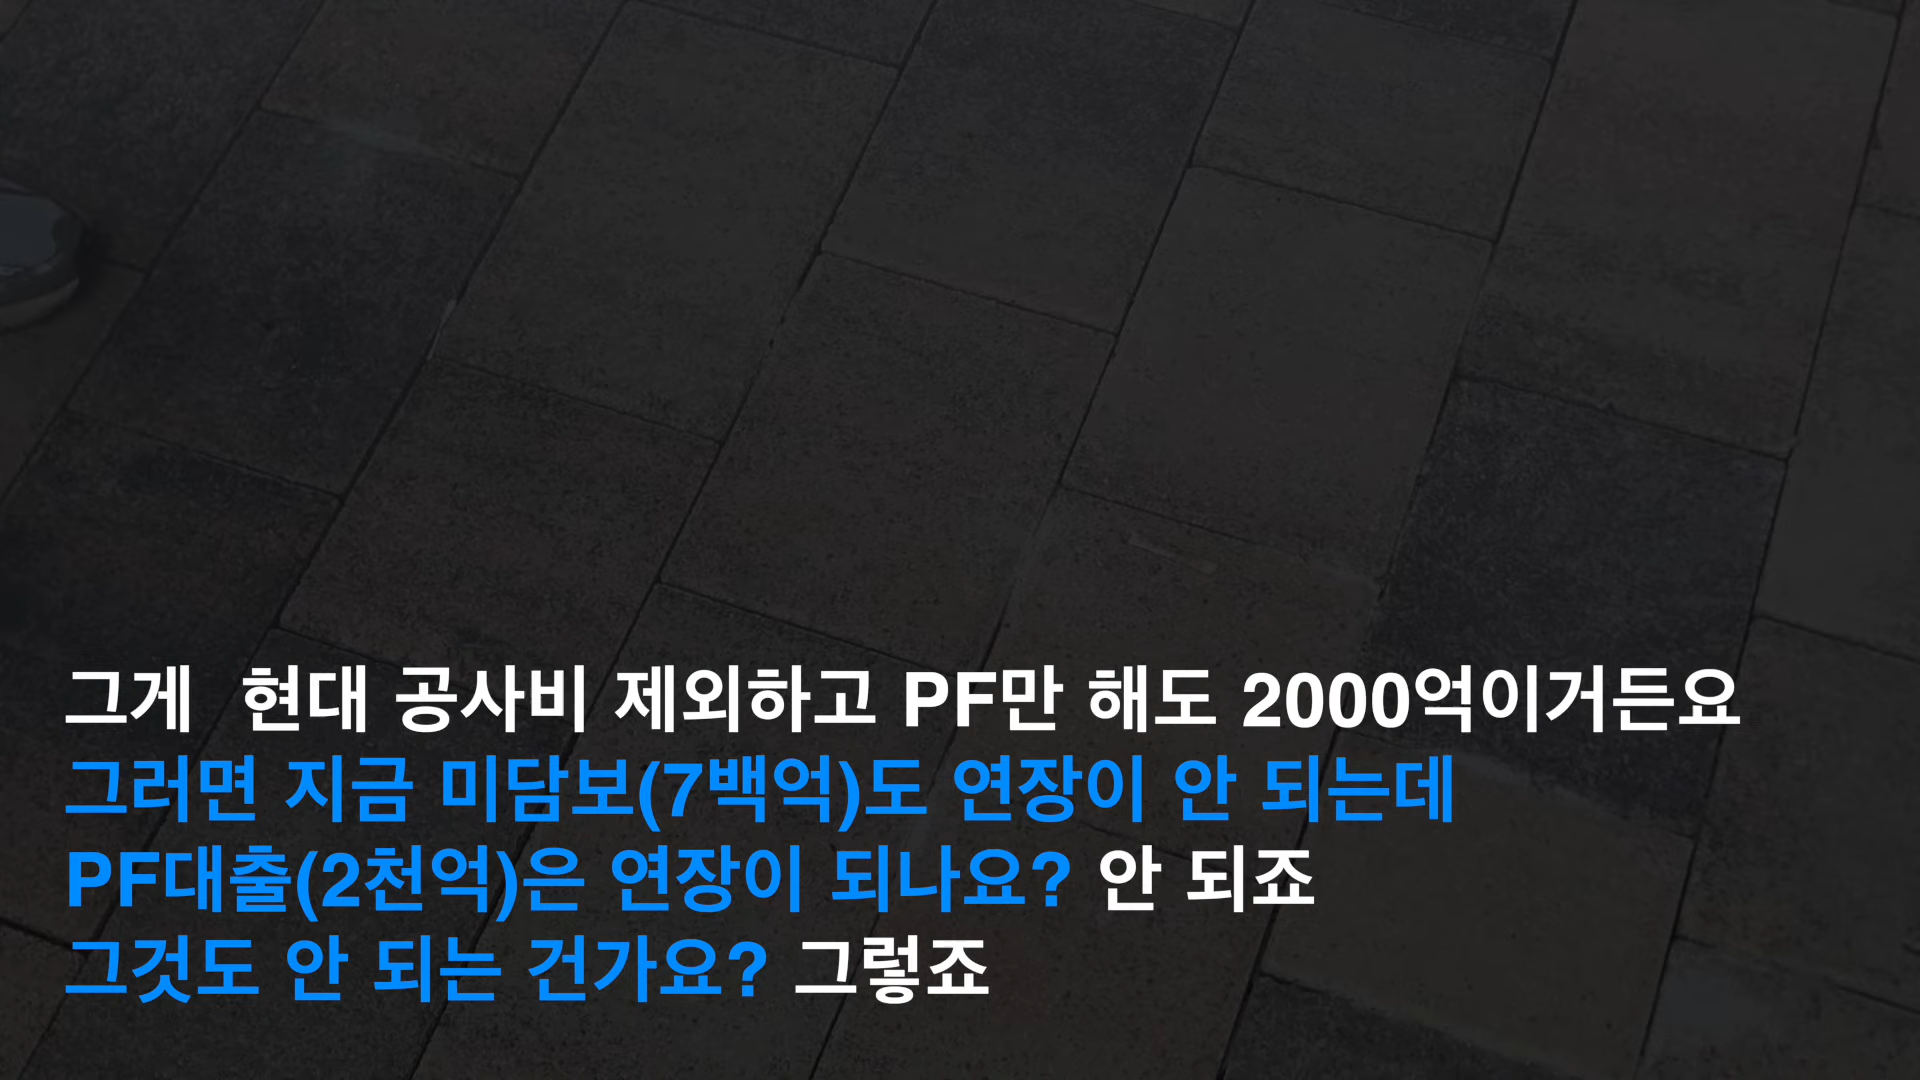 그게 현대 공사비 제외하고 PF만 해도 2000억이거든요
그러면 지금 미담보(7백억)도 연장이 안 되는데
PF대출(2천억)은 연장이 되나요? 안 되죠
그것도 안 되는 건가요? 그렇죠